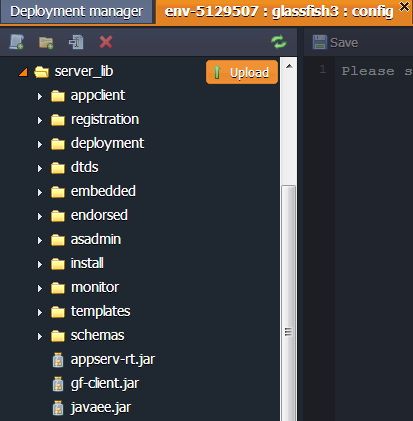 Deployment manager
env-5129507 : glassfish3 : config
Save
server_lib
Upload
1 Please s
appclient
registration
deployment
dtds
embedded
endorsed
asadmin
install
monitor
templates
schemas
appserv-rt.jar
gf-client.jar
javaee.jar